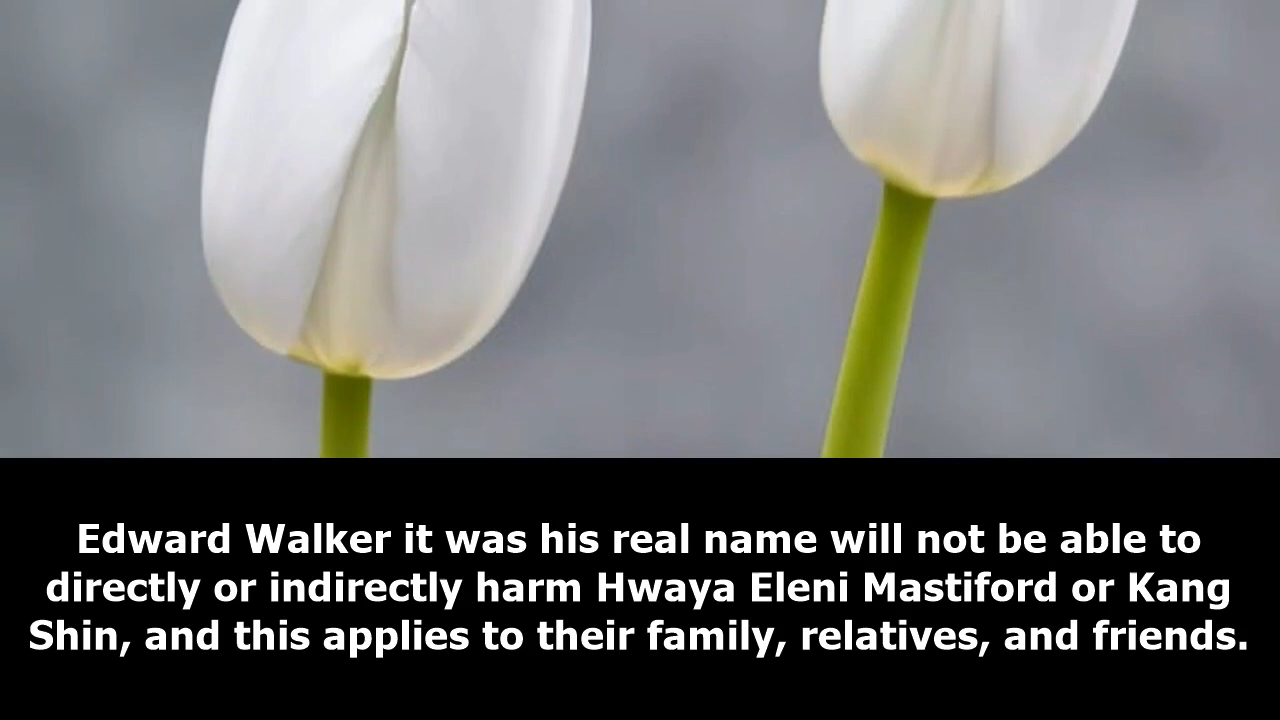 Edward Walker it was his real name will not be able to
directly or indirectly harm Hwaya Eleni Mastiford or Kang
Shin, and this applies to their family, relatives, and friends.